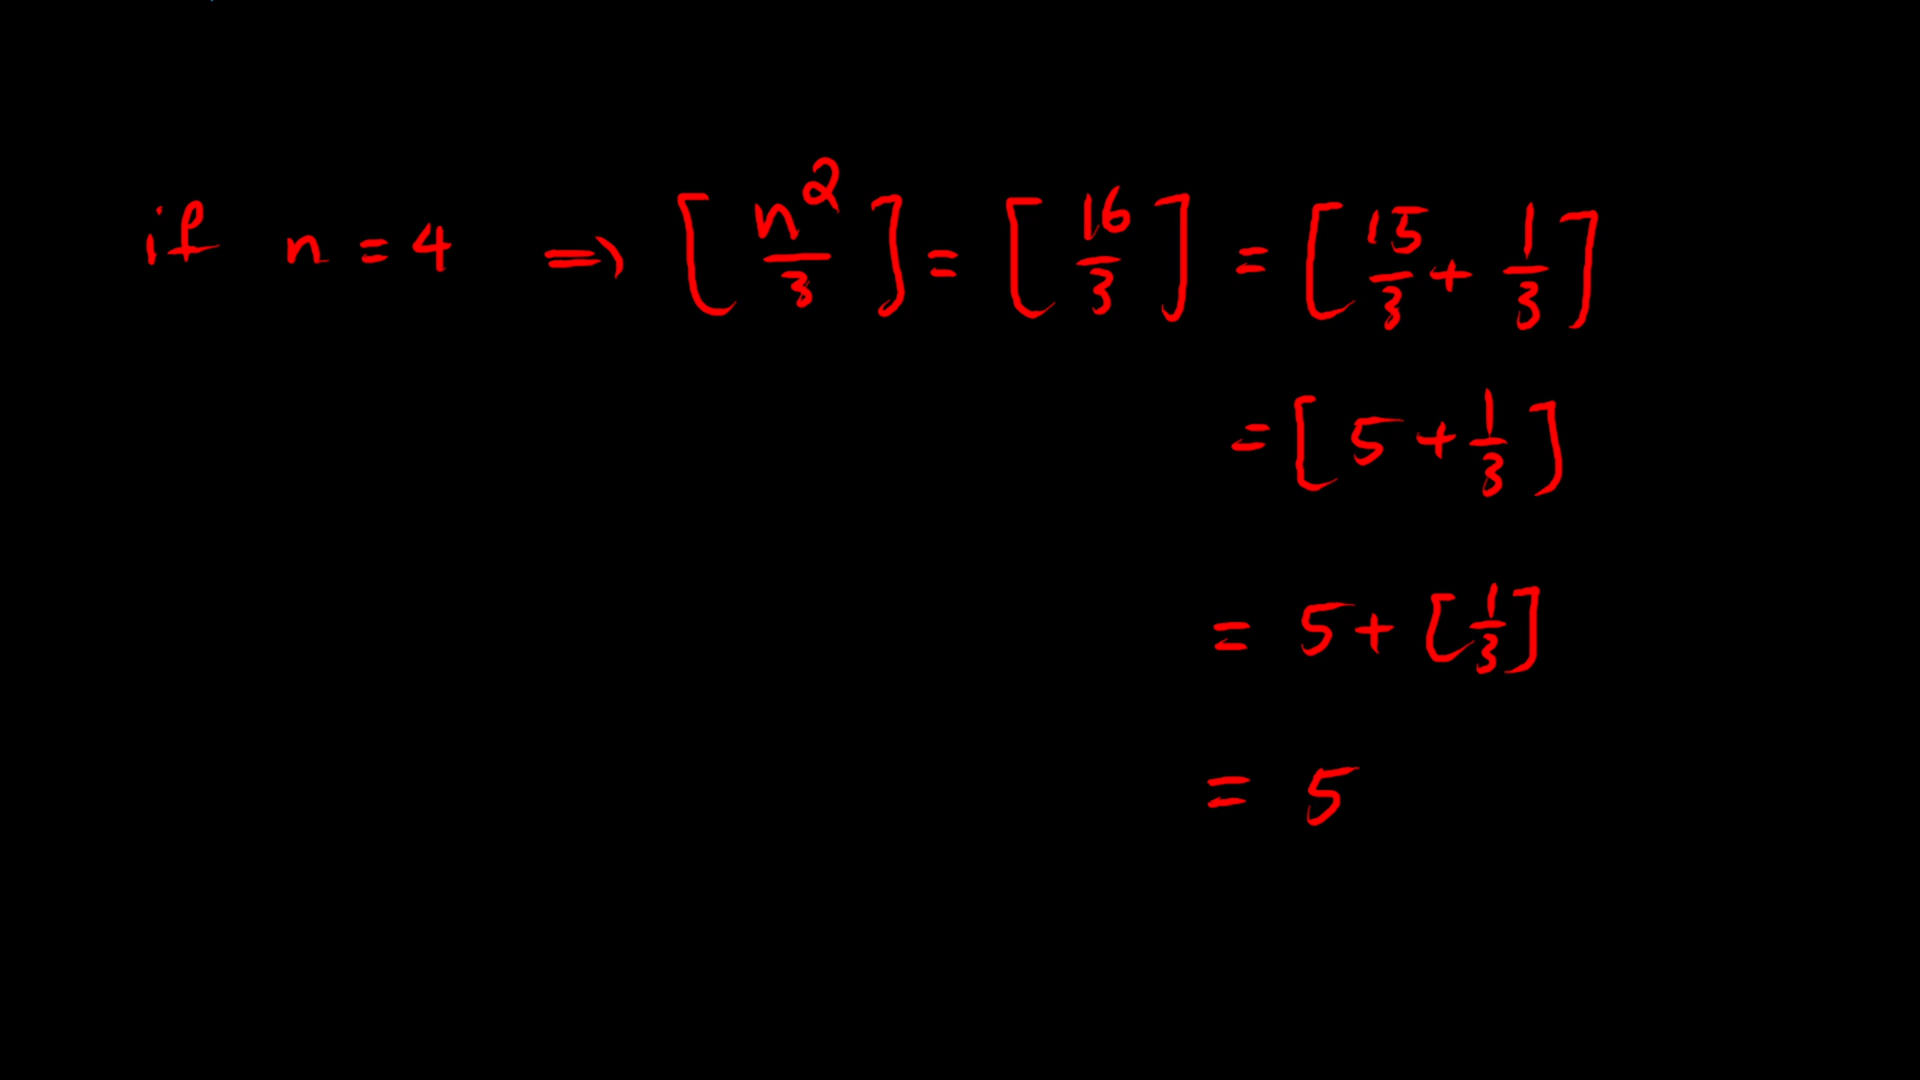 if n = 4 ⇒ [n²/3] = [16/3] = [15/3 + 1/3]
= [5 + 1/3]
= 5 + [1/3]
= 5